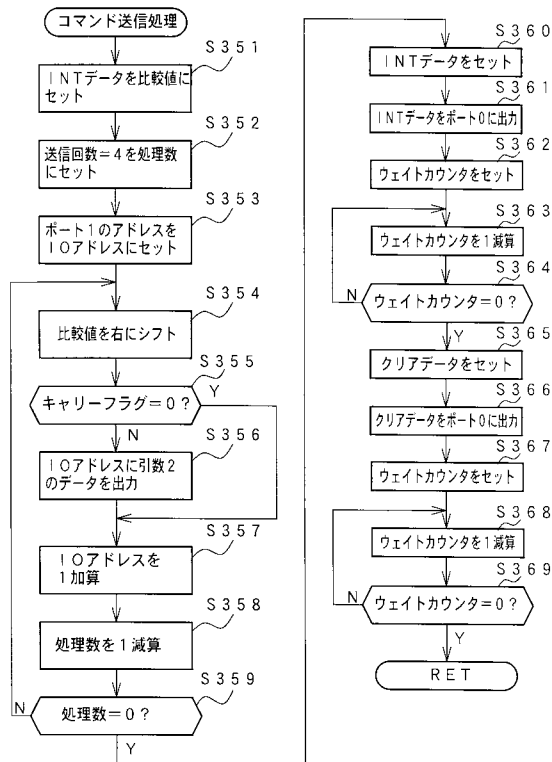 コマンド送信処理
S351
INTデータを比較値に
セット
S352
送信回数=4を処理数
にセット
S353
ポート1のアドレスを
IOアドレスにセット
S354
比較値を右にシフト
S355
キャリーフラグ=0?
Y
N
S356
IOアドレスに引数2
のデータを出力
S357
IOアドレスを
1加算
S358
処理数を1減算
S359
N
処理数=0?
Y
S360
INTデータをセット
S361
INTデータをポート0に出力
S362
ウェイトカウンタをセット
S363
ウェイトカウンタを1減算
S364
N
ウェイトカウンタ=0?
Y
S365
クリアデータをセット
S366
クリアデータをポート0に出力
S367
ウェイトカウンタをセット
S368
ウェイトカウンタを1減算
S369
N
ウェイトカウンタ=0?
Y
RET